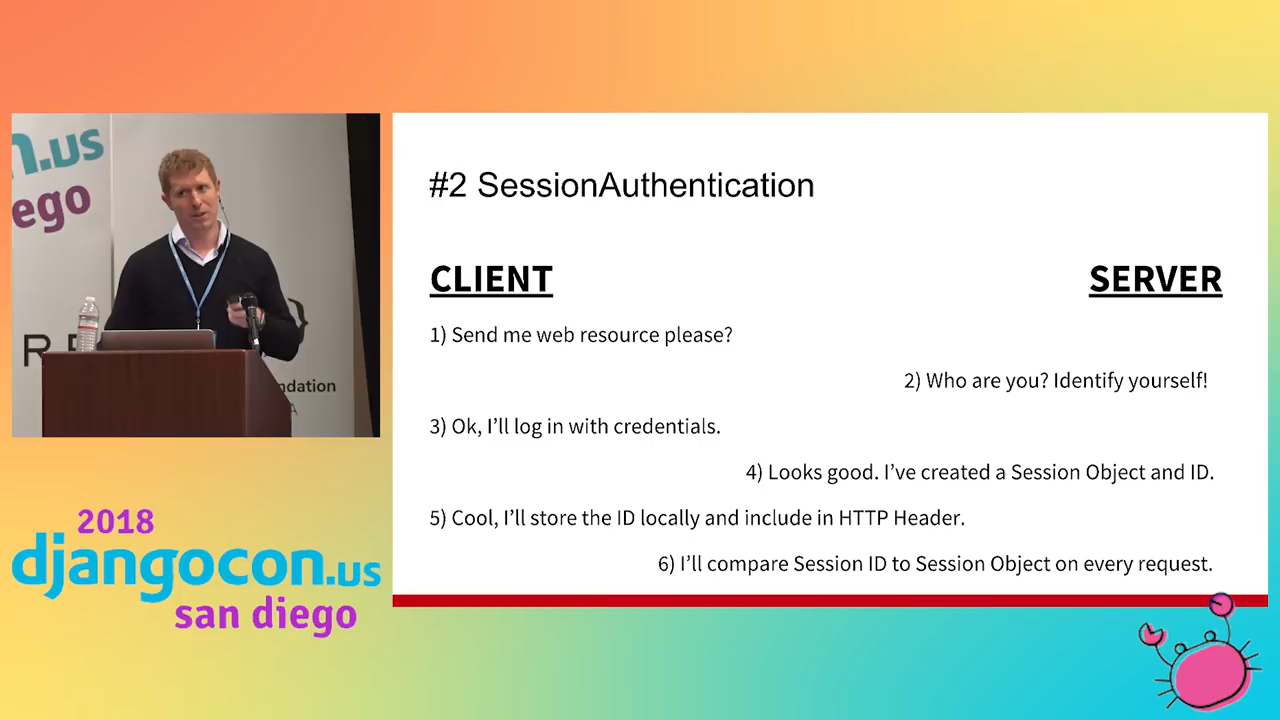 n.us
ego
ndation
#2 SessionAuthentication
CLIENT
SERVER
1) Send me web resource please?
2) Who are you? Identify yourself!
3) Ok, I'll log in with credentials.
4) Looks good. I've created a Session Object and ID.
5) Cool, I'll store the ID locally and include in HTTP Header.
6) I'll compare Session ID to Session Object on every request.
2018
djangocon.us
san diego